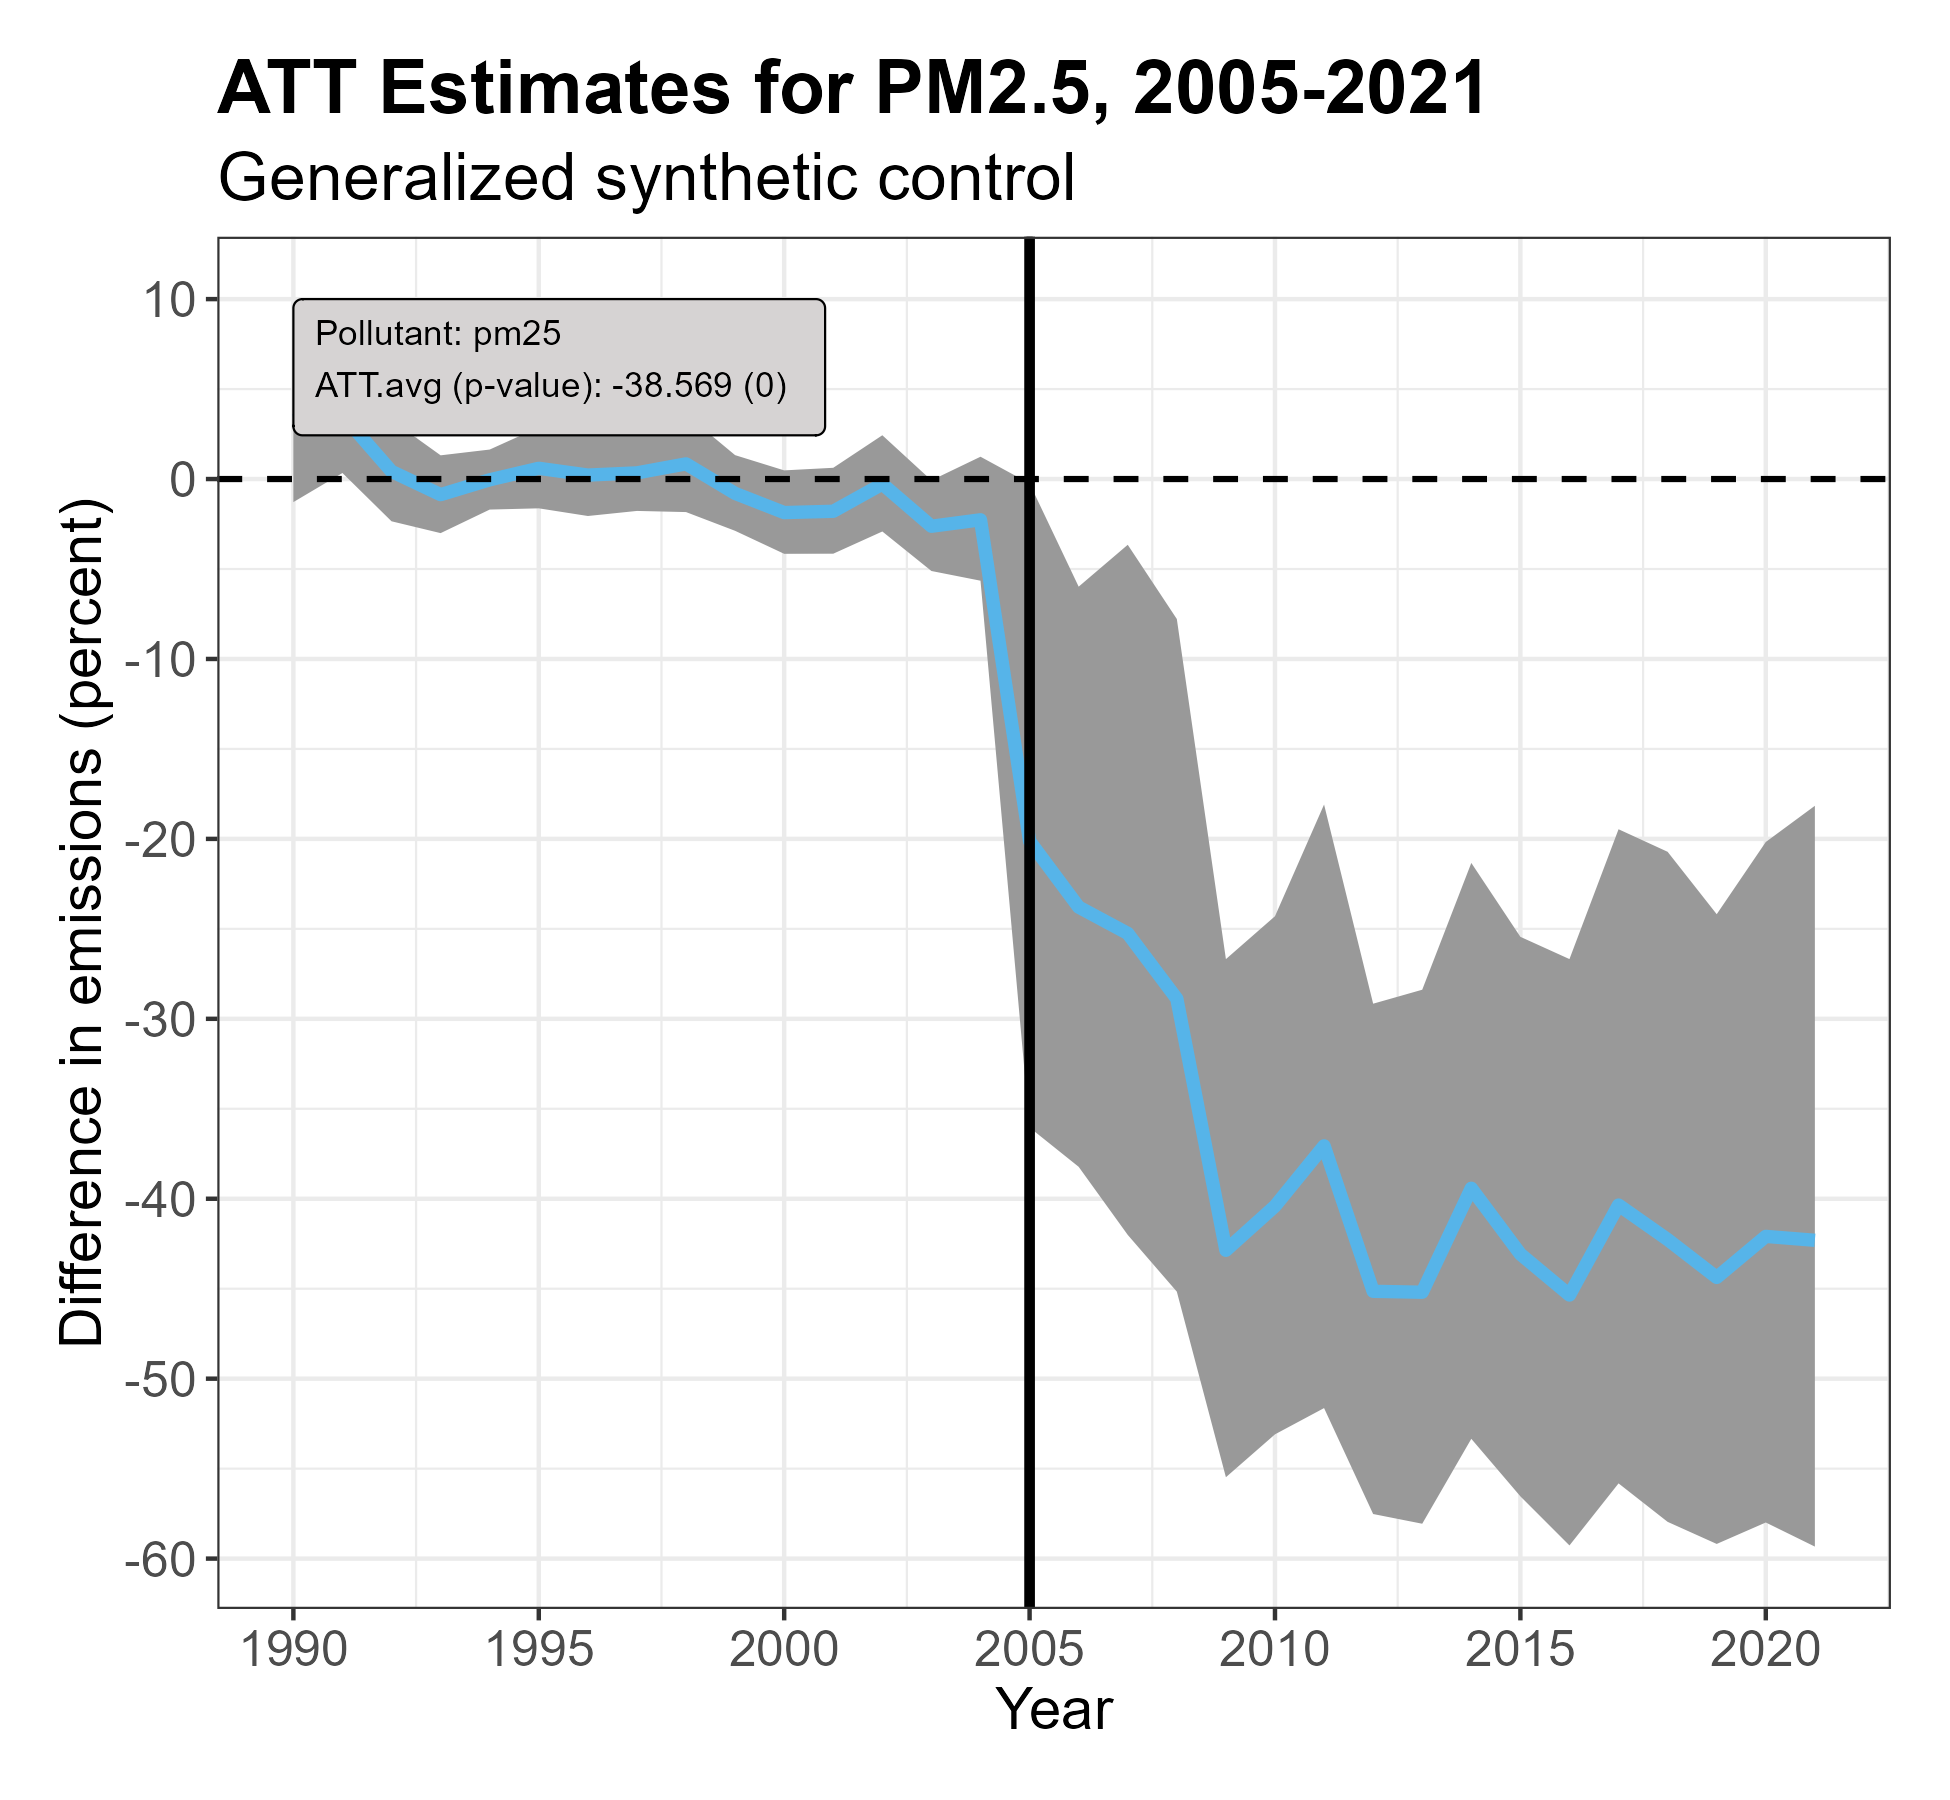 ATT Estimates for PM2.5, 2005-2021
Generalized synthetic control
Difference in emissions (percent)
10
0
-10
-20
-30
-40
-50
-60
Pollutant: pm25
ATT.avg (p-value): -38.569 (0)
1990 1995 2000 2005 2010 2015 2020
Year